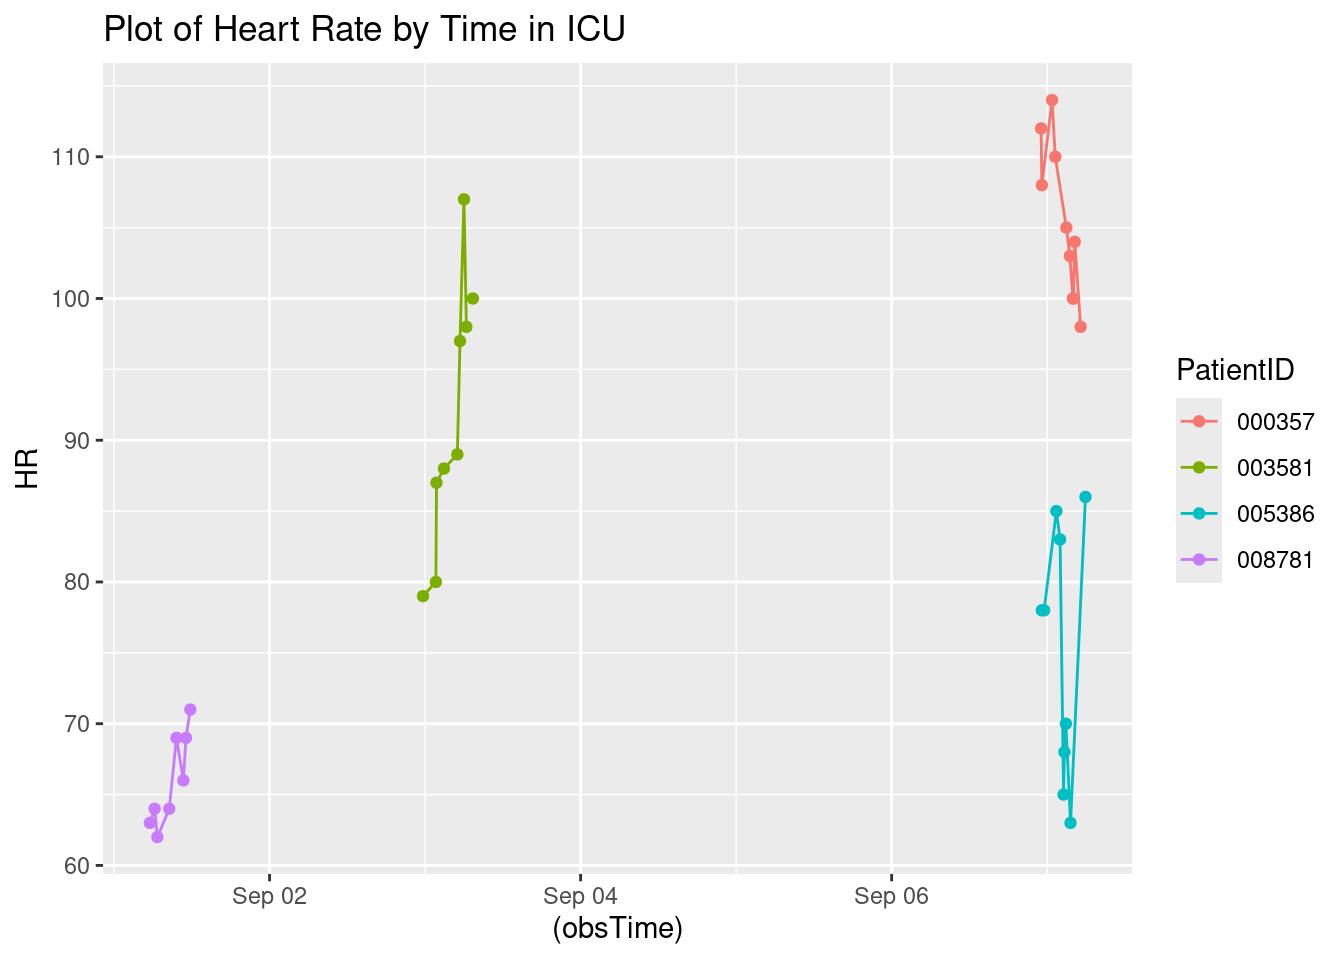 Plot of Heart Rate by Time in ICU
110
100
90
80
70
60
HR
Sep 02
Sep 04
Sep 06
(obsTime)
PatientID
000357
003581
005386
008781